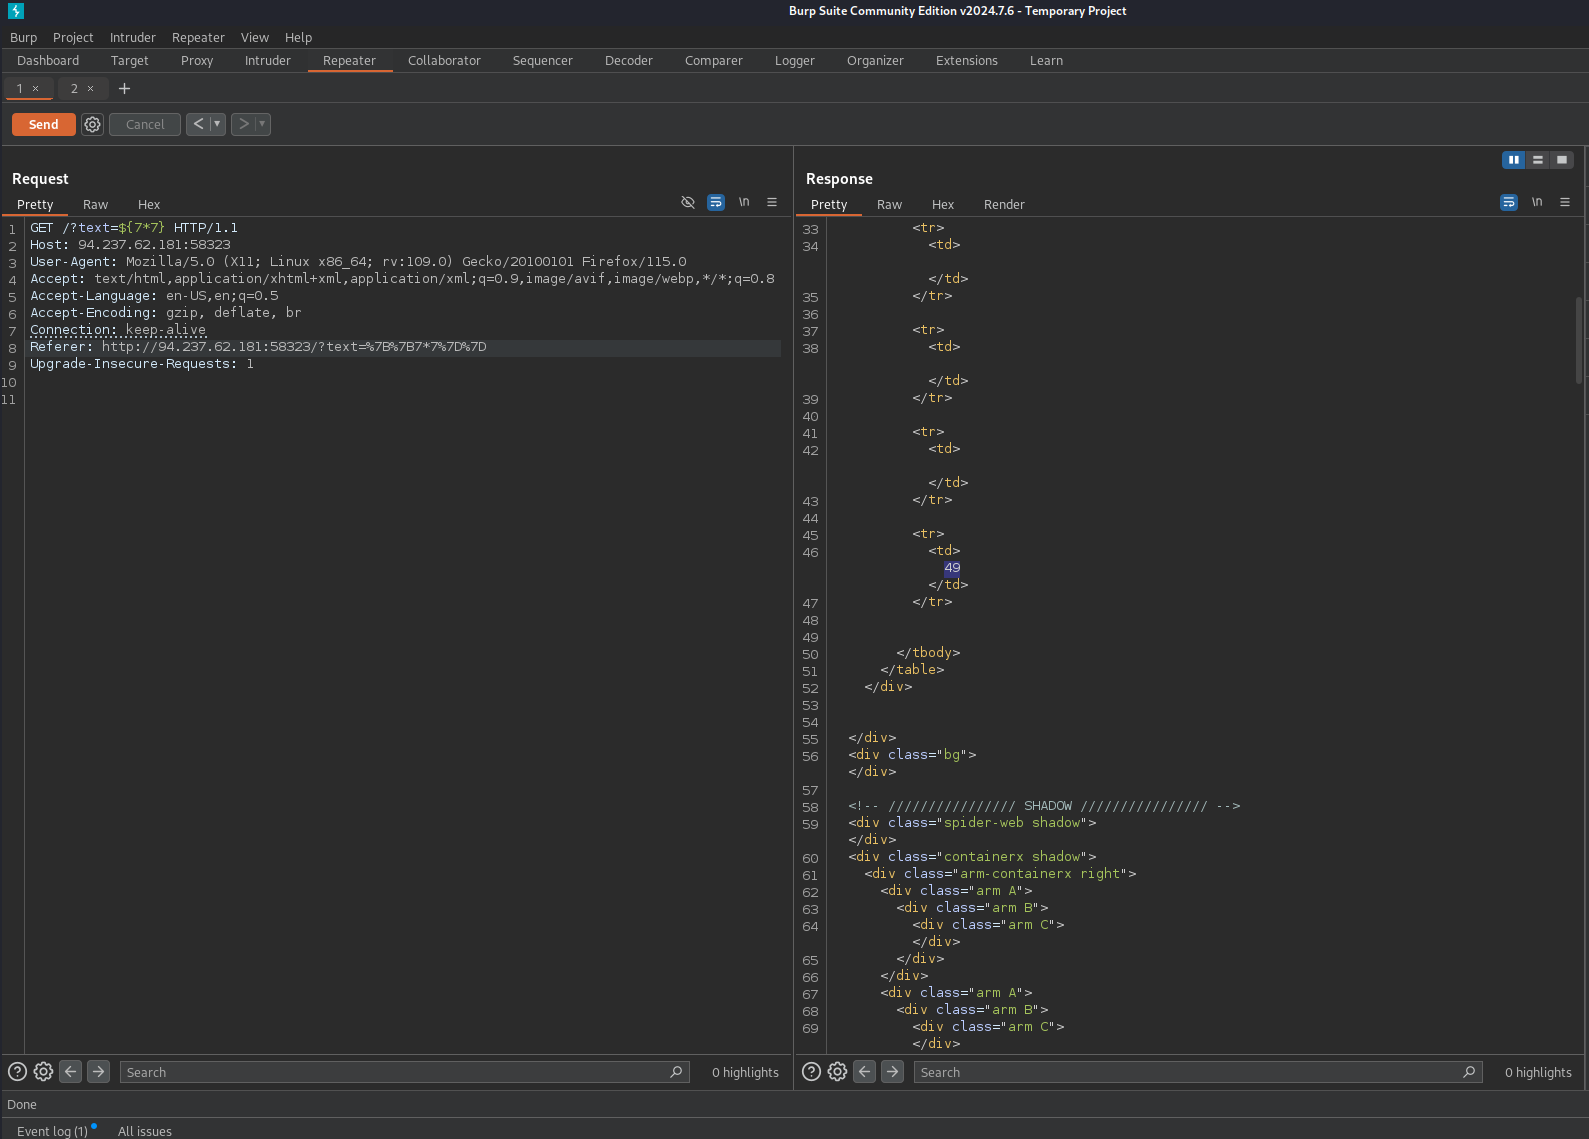 Burp Suite Community Edition v2024.7.6 - Temporary Project
Burp Project Intruder Repeater View Help
Dashboard Target Proxy Intruder Repeater Collaborator Sequencer Decoder Comparer Logger Organizer Extensions Learn
1 × 2 × +
Send Cancel < >
Request
Pretty Raw Hex \n
1 GET /?text=${7*7} HTTP/1.1
2 Host: 94.237.62.181:58323
3 User-Agent: Mozilla/5.0 (X11; Linux x86_64; rv:109.0) Gecko/20100101 Firefox/115.0
4 Accept: text/html,application/xhtml+xml,application/xml;q=0.9,image/avif,image/webp,*/*;q=0.8
5 Accept-Language: en-US,en;q=0.5
6 Accept-Encoding: gzip, deflate, br
7 Connection: keep-alive
8 Referer: http://94.237.62.181:58323/?text=%7B%7B7*7%7D%7D
9 Upgrade-Insecure-Requests: 1
10
11
Search 0 highlights
Response
Pretty Raw Hex Render \n
33 <tr>
34 <td>
</td>
35 </tr>
36
37 <tr>
38 <td>
</td>
39 </tr>
40
41 <tr>
42 <td>
</td>
43 </tr>
44
45 <tr>
46 <td>
49
</td>
47 </tr>
48
49
50 </tbody>
51 </table>
52 </div>
53
54
55 </div>
56 <div class="bg">
</div>
57
58 <!-- //////////////// SHADOW //////////////// -->
59 <div class="spider-web shadow">
</div>
60 <div class="containerx shadow">
61 <div class="arm-containerx right">
62 <div class="arm A">
63 <div class="arm B">
64 <div class="arm C">
</div>
65 </div>
66 </div>
67 <div class="arm A">
68 <div class="arm B">
69 <div class="arm C">
</div>
Search 0 highlights
Done
Event log (1) All issues